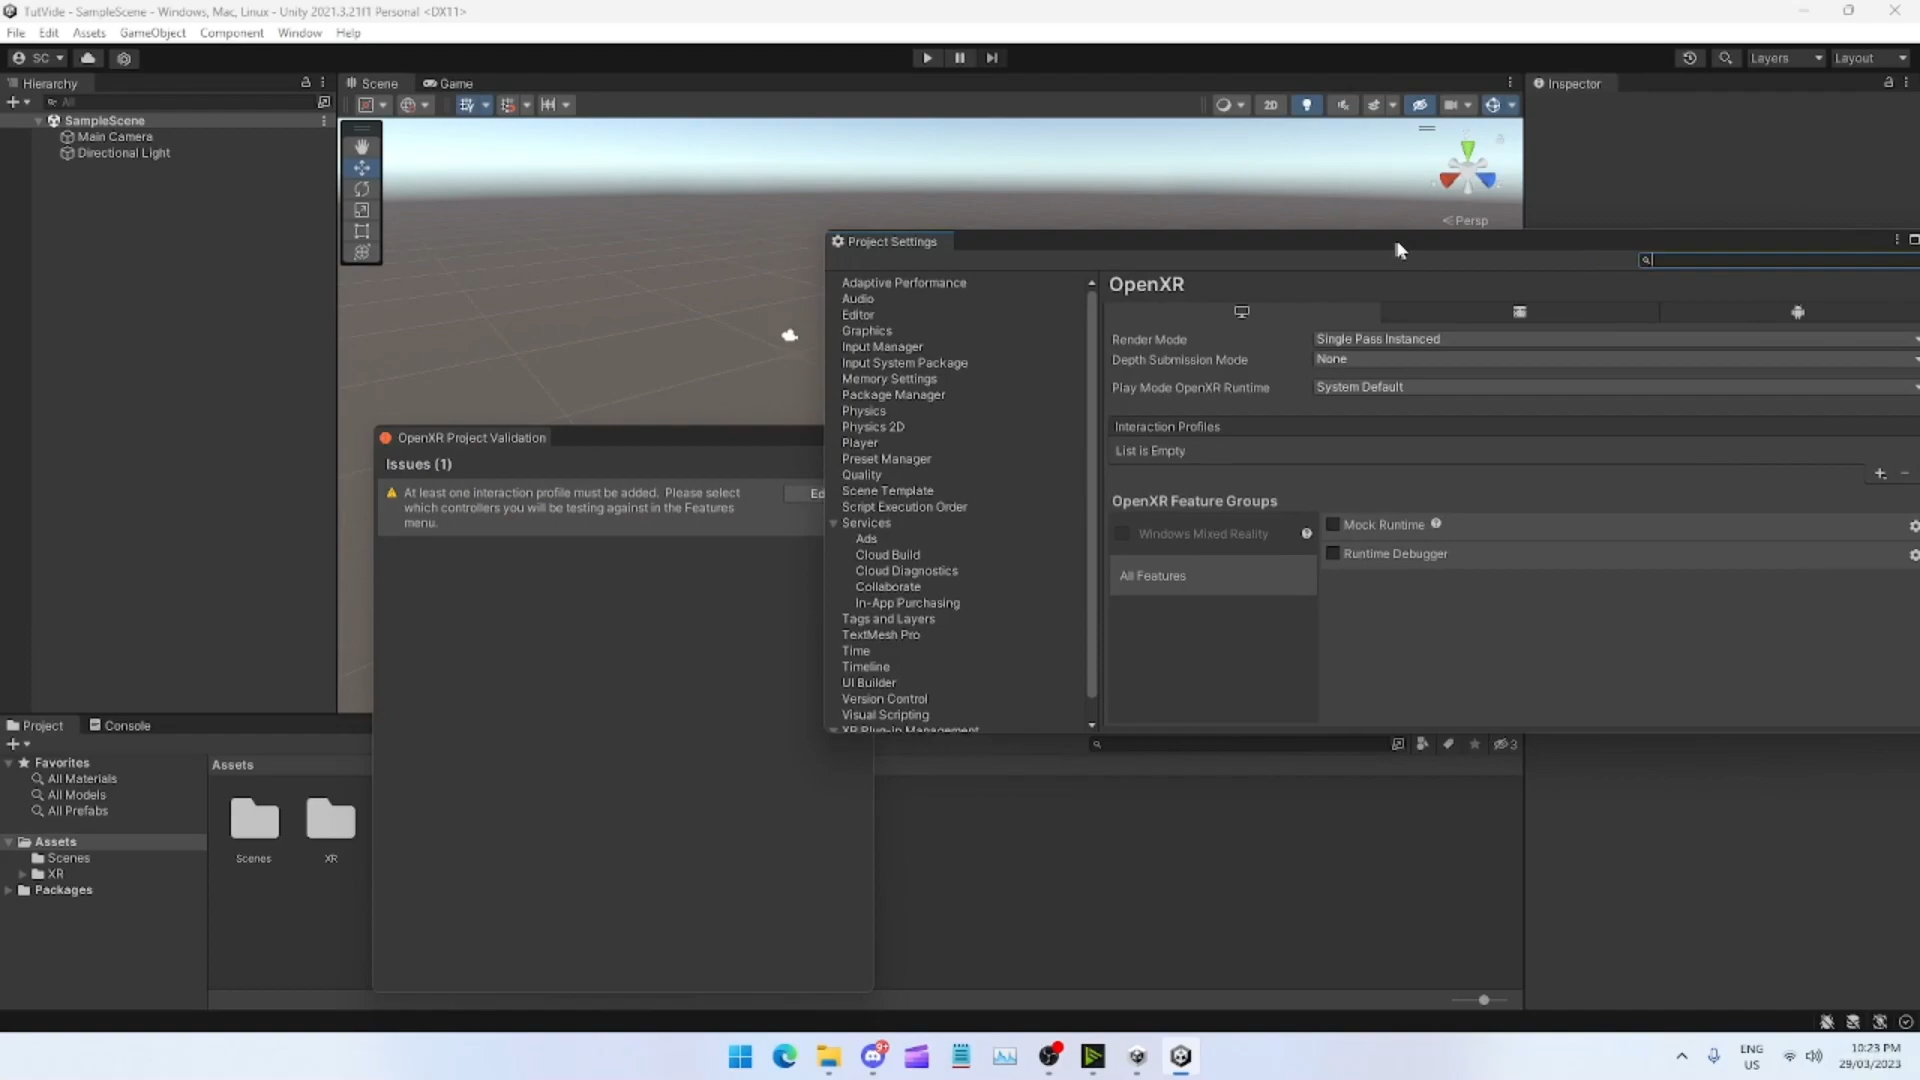 TutVide - SampleScene - Windows, Mac, Linux - Unity 2021.3.21f1 Personal <DX11>
File Edit Assets GameObject Component Window Help
SC
Layers Layout
Hierarchy
Scene Game
Inspector
All
2D
SampleScene
Main Camera
Directional Light
Persp
Project Settings
Adaptive Performance
Audio
Editor
Graphics
Input Manager
Input System Package
Memory Settings
Package Manager
Physics
Physics 2D
Player
Preset Manager
Quality
Scene Template
Script Execution Order
Services
Ads
Cloud Build
Cloud Diagnostics
Collaborate
In-App Purchasing
Tags and Layers
TextMesh Pro
Time
Timeline
UI Builder
Version Control
Visual Scripting
XR Plug-in Management
OpenXR
Render Mode Single Pass Instanced
Depth Submission Mode None
Play Mode OpenXR Runtime System Default
Interaction Profiles
List is Empty
OpenXR Feature Groups
Windows Mixed Reality
All Features
Mock Runtime
Runtime Debugger
OpenXR Project Validation
Issues (1)
At least one interaction profile must be added. Please select
which controllers you will be testing against in the Features
menu.
Ed
Project Console
3
Favorites
All Materials
All Models
All Prefabs
Assets
Scenes
XR
Packages
Assets
Scenes XR
9+
ENG
US
10:23 PM
29/03/2023